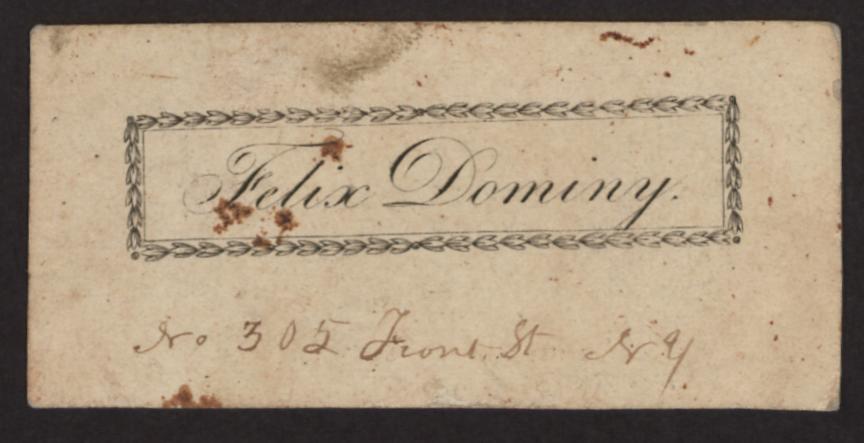 Felix Dominy.
No 305 Front St N Y